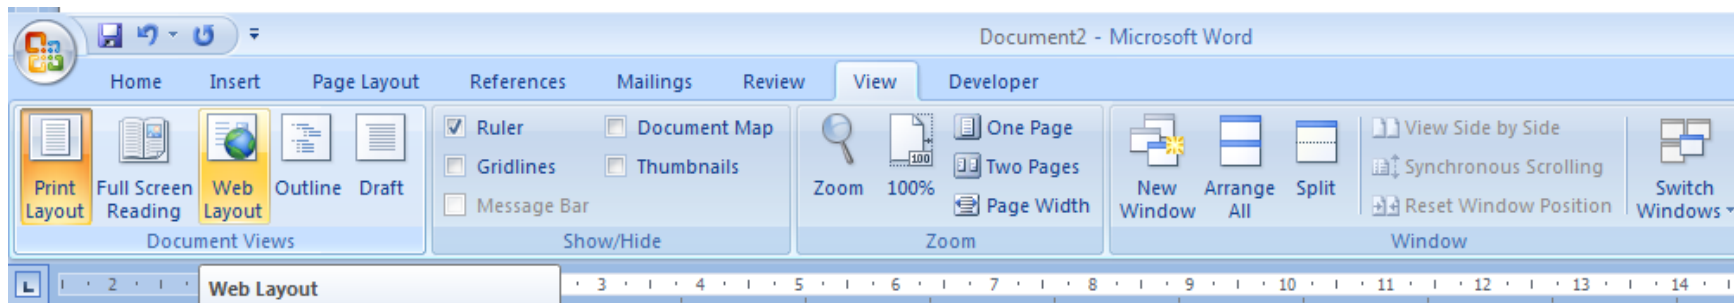 Document2 - Microsoft Word
Home Insert Page Layout References Mailings Review View Developer
Print Layout
Full Screen Reading
Web Layout
Outline
Draft
Document Views
Ruler
Gridlines
Message Bar
Document Map
Thumbnails
Show/Hide
Zoom
100
100%
One Page
Two Pages
Page Width
Zoom
New Window
Arrange All
Split
View Side by Side
Synchronous Scrolling
Reset Window Position
Switch Windows
Window
L
2 3 4 5 6 7 8 9 10 11 12 13 14
Web Layout